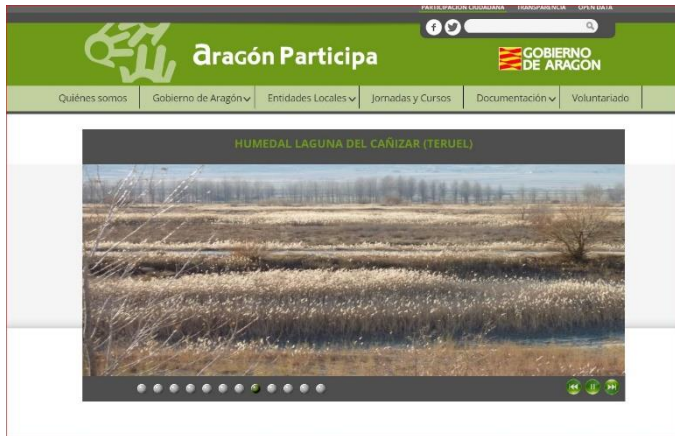 PARTICIPACIÓN CIUDADANA TRANSPARENCIA OPEN DATA
aragón Participa
GOBIERNO
DE ARAGON
Quiénes somos Gobierno de Aragón Entidades Locales Jornadas y Cursos Documentación Voluntariado
HUMEDAL LAGUNA DEL CAÑIZAR (TERUEL)